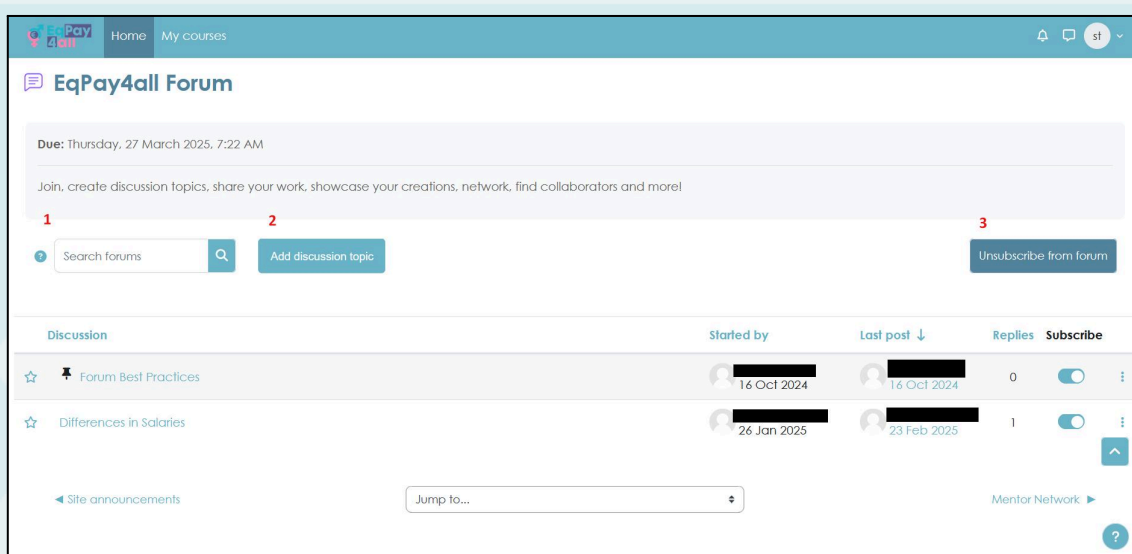 EqPay
4all
Home My courses st
EqPay4all Forum
Due: Thursday, 27 March 2025, 7:22 AM
Join, create discussion topics, share your work, showcase your creations, network, find collaborators and more!
1 2 3
? Search forums Add discussion topic Unsubscribe from forum
Discussion Started by Last post ↓ Replies Subscribe
Forum Best Practices 16 Oct 2024 16 Oct 2024 0
Differences in Salaries 26 Jan 2025 23 Feb 2025 1
◄ Site announcements Jump to... Mentor Network ►
?